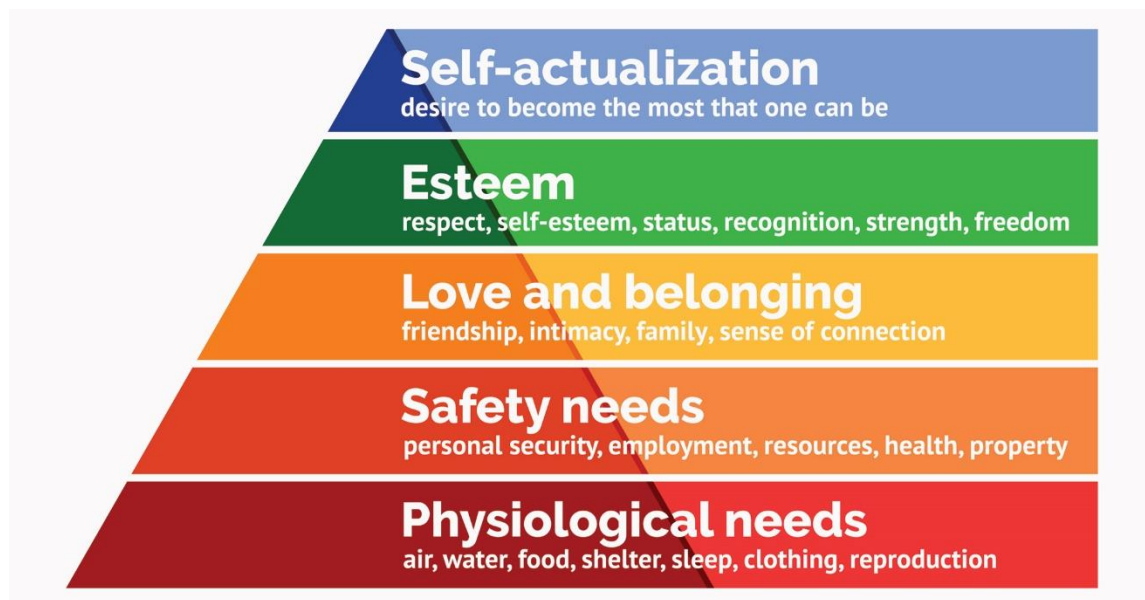 Self-actualization
desire to become the most that one can be
Esteem
respect, self-esteem, status, recognition, strength, freedom
Love and belonging
friendship, intimacy, family, sense of connection
Safety needs
personal security, employment, resources, health, property
Physiological needs
air, water, food, shelter, sleep, clothing, reproduction